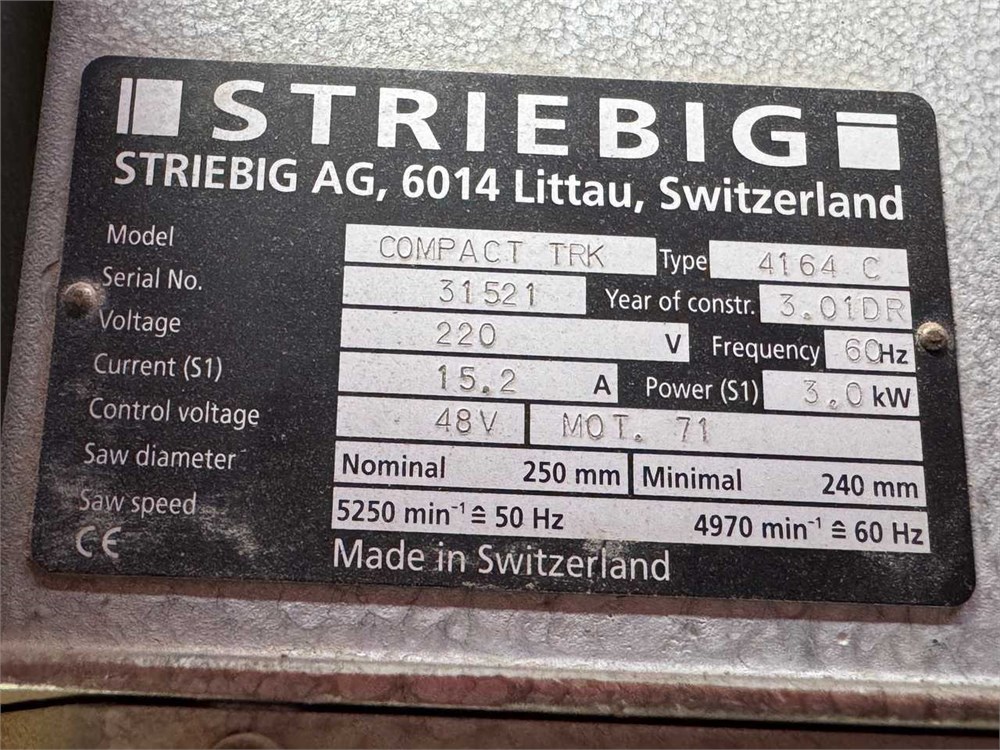 STRIEBIG
STRIEBIG AG, 6014 Littau, Switzerland
Model COMPACT TRK Type 4164 C
Serial No. 31521 Year of constr. 3.01DR
Voltage 220 V Frequency 60Hz
Current (S1) 15.2 A Power (S1) 3.0 kW
Control voltage 48V MOT. 71
Saw diameter Nominal 250 mm Minimal 240 mm
Saw speed 5250 min⁻¹ ≙ 50 Hz 4970 min⁻¹ ≙ 60 Hz
CE Made in Switzerland